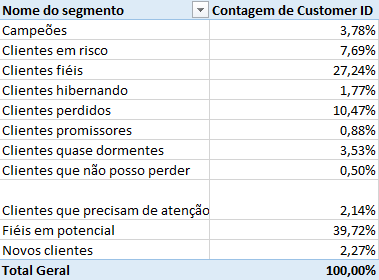 Nome do segmento Contagem de Customer ID
Campeões 3,78%
Clientes em risco 7,69%
Clientes fiéis 27,24%
Clientes hibernando 1,77%
Clientes perdidos 10,47%
Clientes promissores 0,88%
Clientes quase dormentes 3,53%
Clientes que não posso perder 0,50%
Clientes que precisam de atenção 2,14%
Fiéis em potencial 39,72%
Novos clientes 2,27%
Total Geral 100,00%